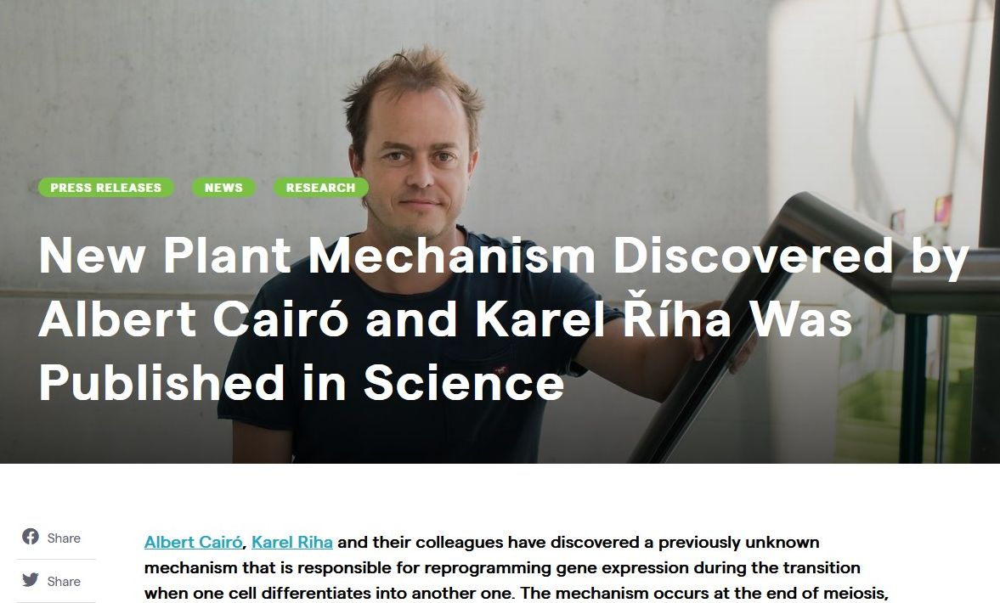 PRESS RELEASES NEWS RESEARCH
New Plant Mechanism Discovered by
Albert Cairó and Karel Říha Was
Published in Science
Share
Share
Albert Cairó, Karel Riha and their colleagues have discovered a previously unknown
mechanism that is responsible for reprogramming gene expression during the transition
when one cell differentiates into another one. The mechanism occurs at the end of meiosis,